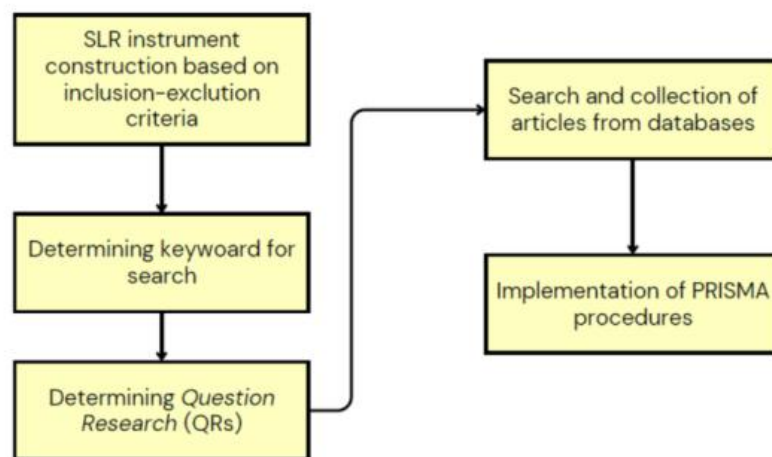 SLR instrument
construction based on
inclusion-exclution
criteria
Determining keywoard for
search
Determining Question
Research (QRs)
Search and collection of
articles from databases
Implementation of PRISMA
procedures